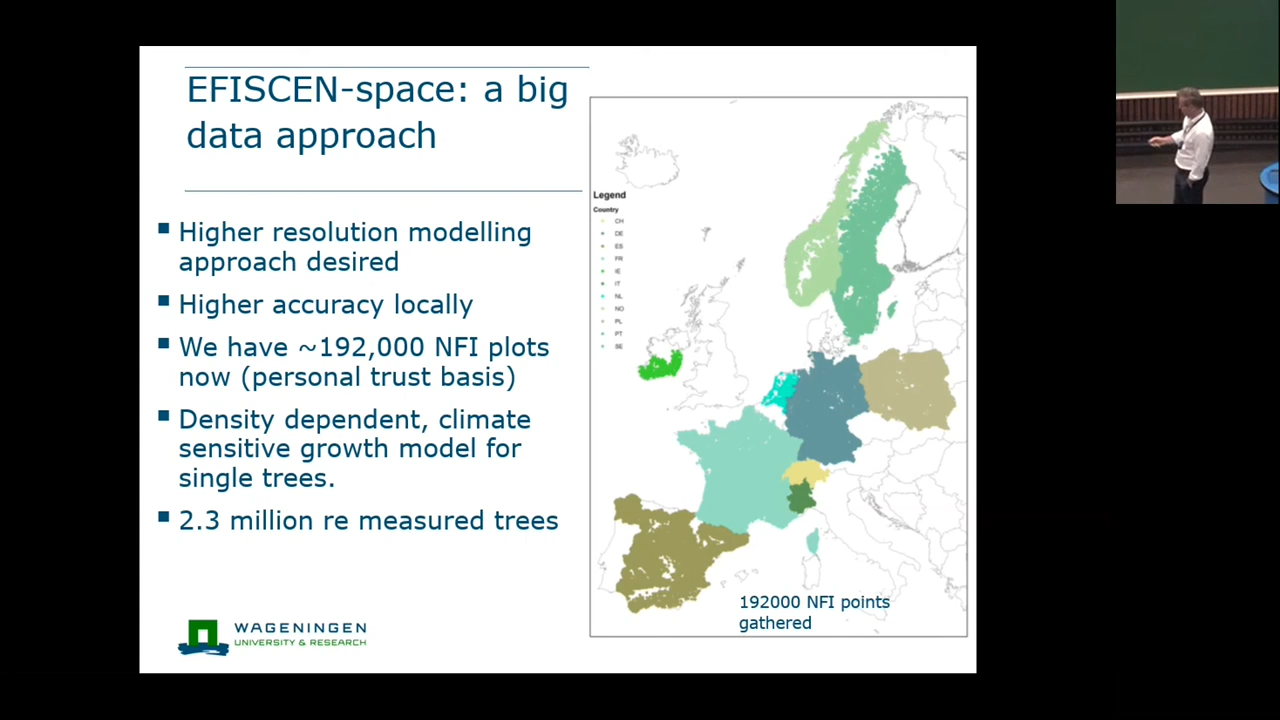 EFISCEN-space: a big
data approach
▪ Higher resolution modelling
approach desired
▪ Higher accuracy locally
▪ We have ~192,000 NFI plots
now (personal trust basis)
▪ Density dependent, climate
sensitive growth model for
single trees.
▪ 2.3 million re measured trees
WAGENINGEN
UNIVERSITY & RESEARCH
Legend
Country
CH
DE
ES
FR
IE
IT
NL
NO
PL
PT
SE
192000 NFI points
gathered